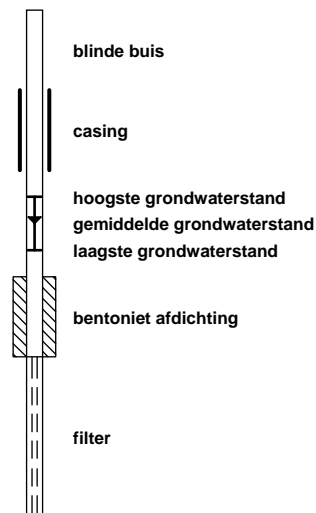 blinde buis
casing
hoogste grondwaterstand
gemiddelde grondwaterstand
laagste grondwaterstand
bentoniet afdichting
filter